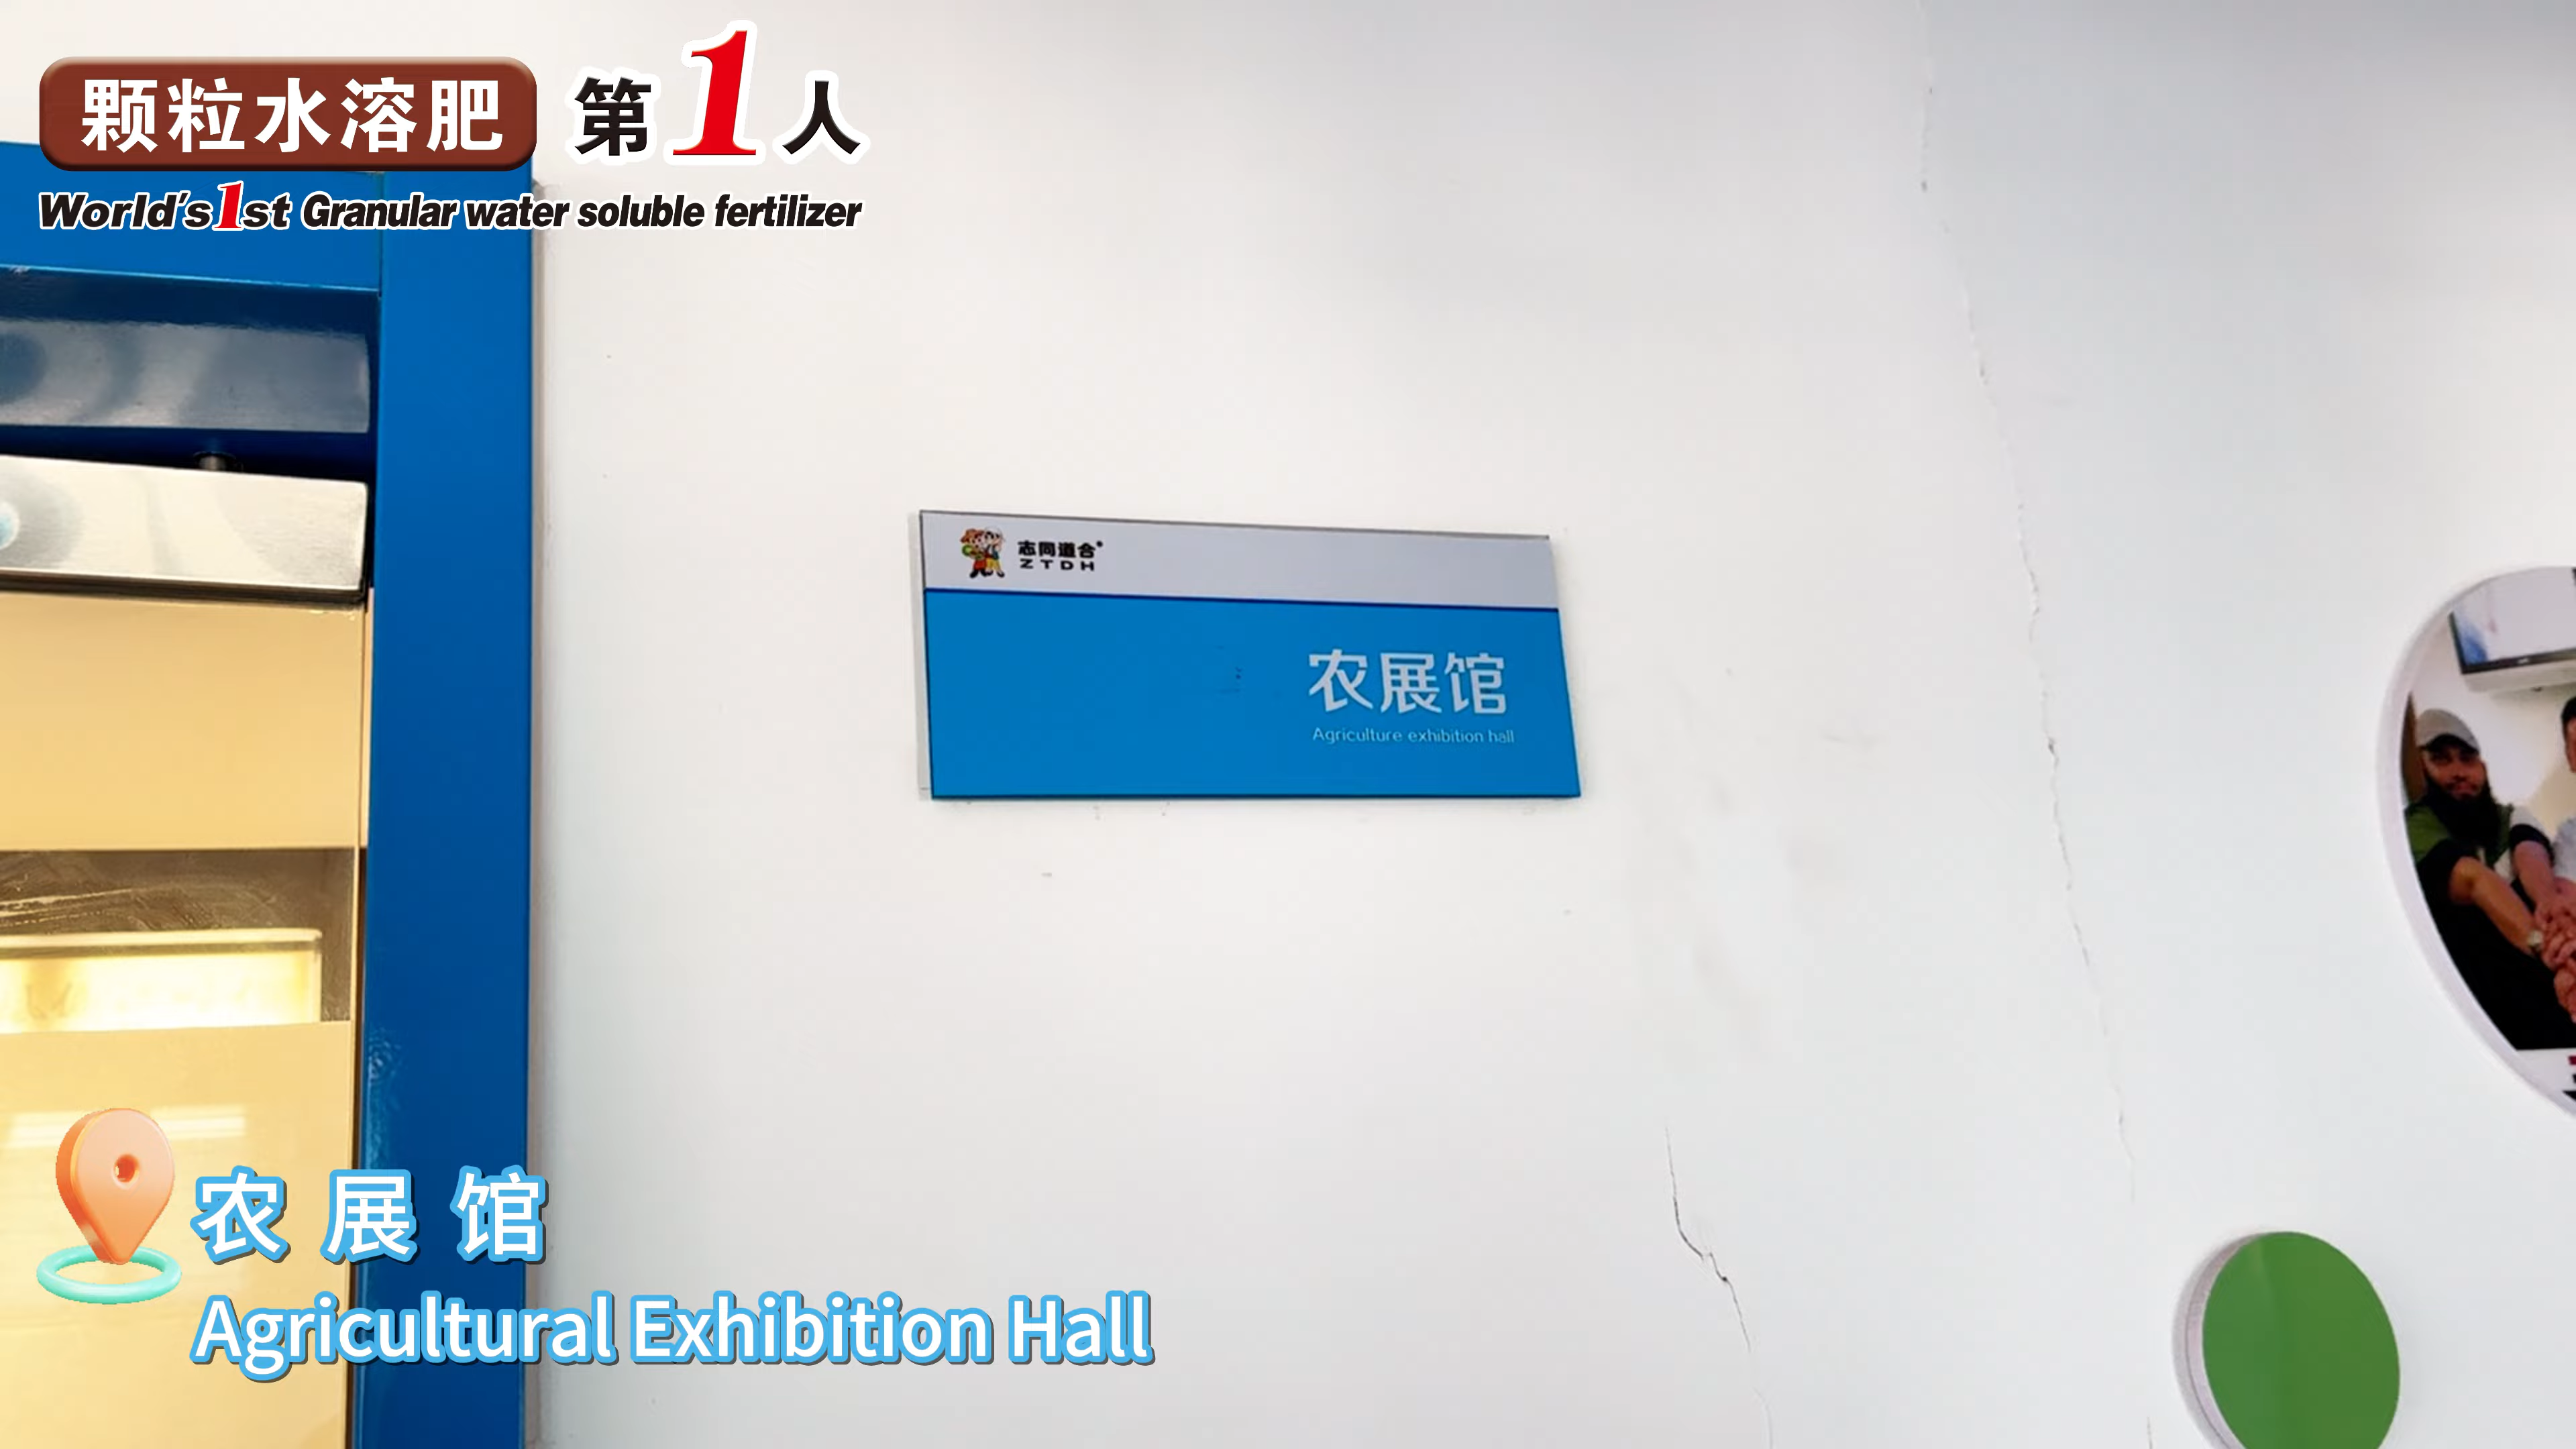 颗粒水溶肥 第1人
World's 1st Granular water soluble fertilizer
志同道合®
ZTDH
农展馆
Agriculture exhibition hall
农展馆
Agricultural Exhibition Hall